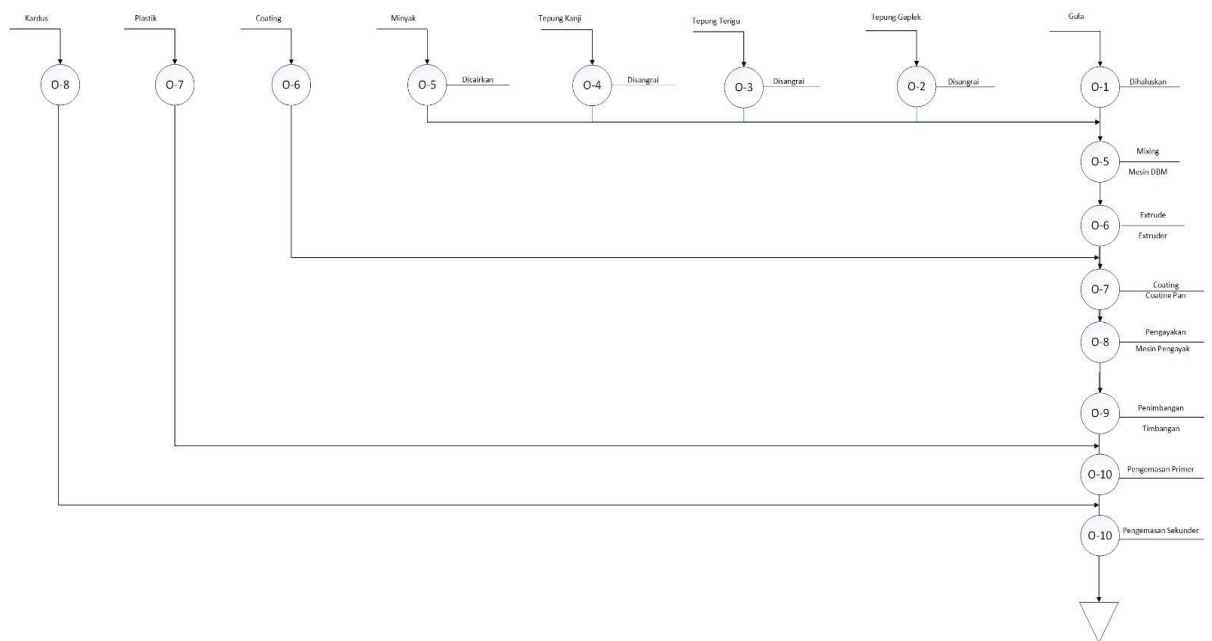 Kardus
Plastik
Coating
Minyak
Tepung Kanji
Tepung Terigu
Tepung Gaplek
Gula
O-8
O-7
O-6
O-5
Dicairkan
O-4
Disangrai
O-3
Disangrai
O-2
Disangrai
O-1
Dihaluskan
O-5
Mixing
Mesin DBM
O-6
Extrude
Extruder
O-7
Coating
Coatine Pan
O-8
Pengayakan
Mesin Pengayak
O-9
Penimbangan
Timbangan
O-10
Pengemasan Primer
O-10
Pengemasan Sekunder